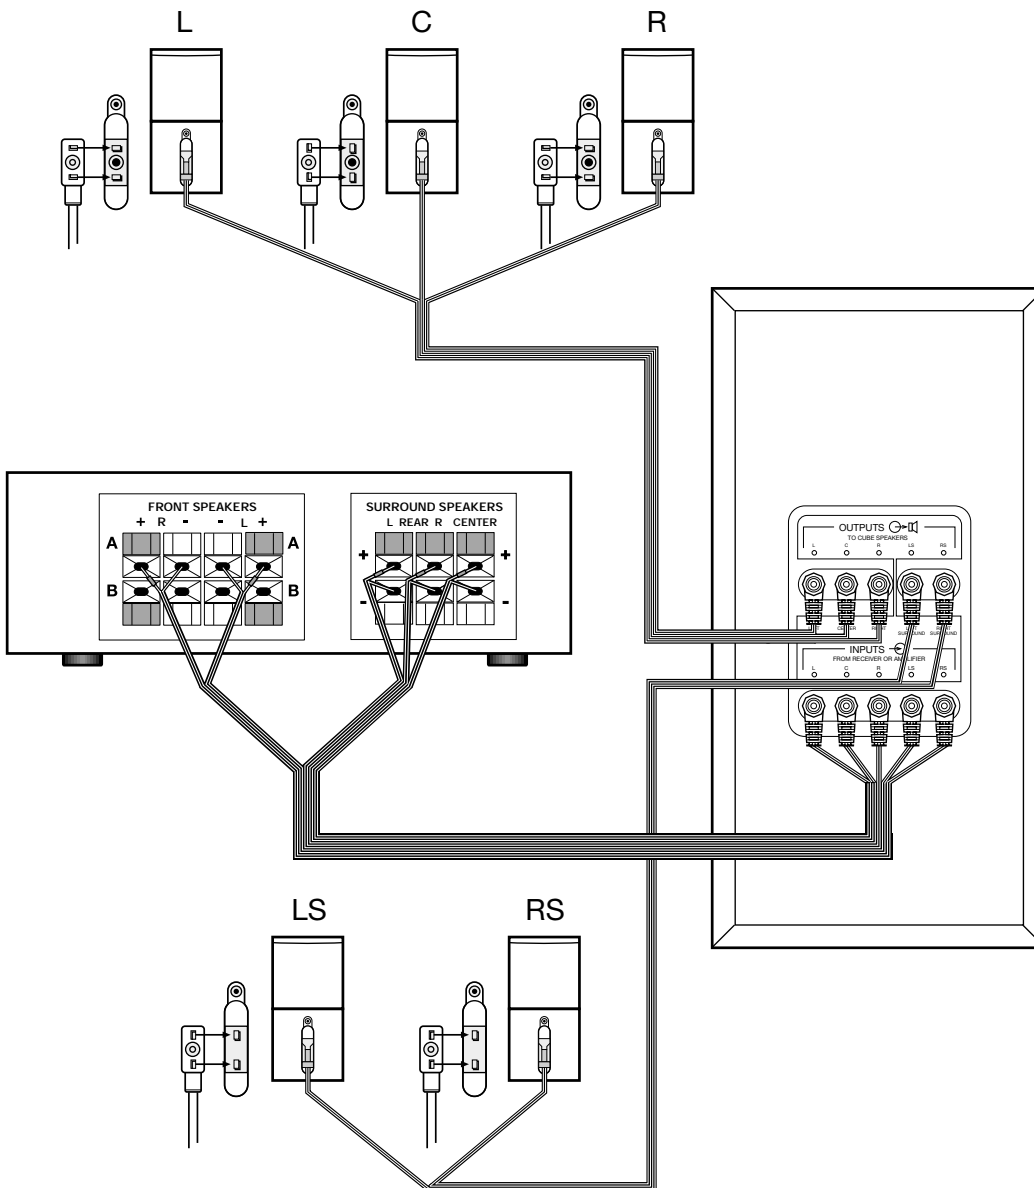 L C R
FRONT SPEAKERS
+ R - - L +
A A
B B
SURROUND SPEAKERS
L REAR R CENTER
+ +
- -
OUTPUTS
TO CUBE SPEAKERS
L C R LS RS
SURROUND SURROUND
INPUTS
FROM RECEIVER OR AMPLIFIER
L C R LS RS
LS RS